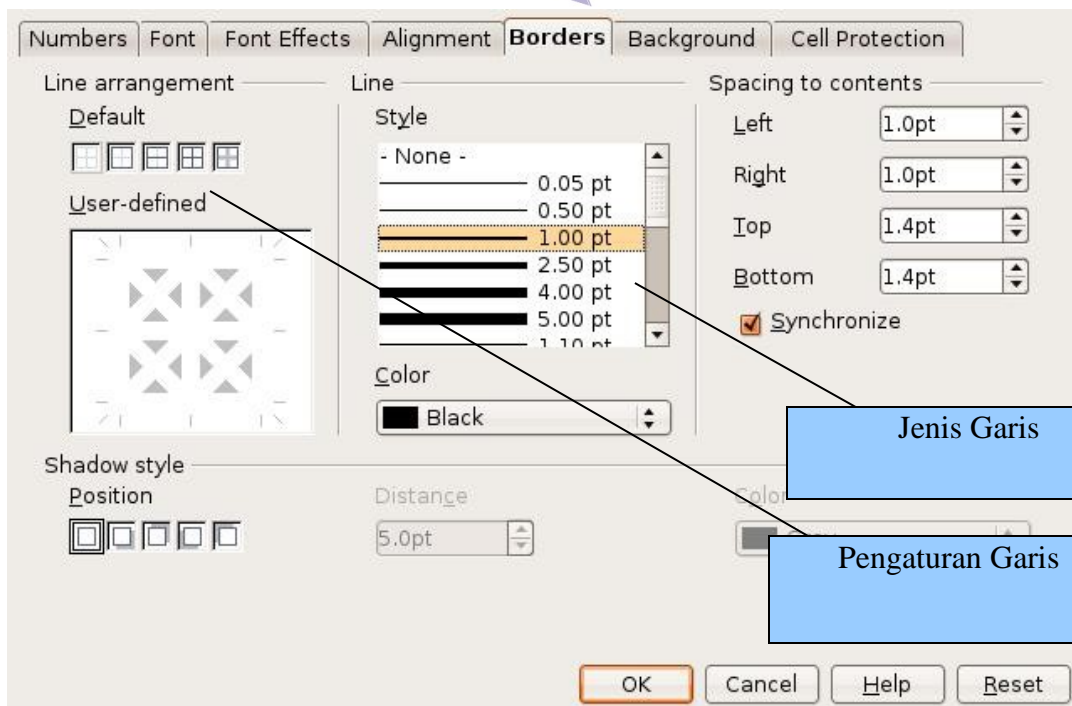 Numbers Font Font Effects Alignment Borders Background Cell Protection
Line arrangement
Default
User-defined
Line
Style
- None -
0.05 pt
0.50 pt
1.00 pt
2.50 pt
4.00 pt
5.00 pt
1.10 pt
Color
Black
Spacing to contents
Left 1.0pt
Right 1.0pt
Top 1.4pt
Bottom 1.4pt
Synchronize
Jenis Garis
Shadow style
Position
Distance
5.0pt
Pengaturan Garis
OK Cancel Help Reset